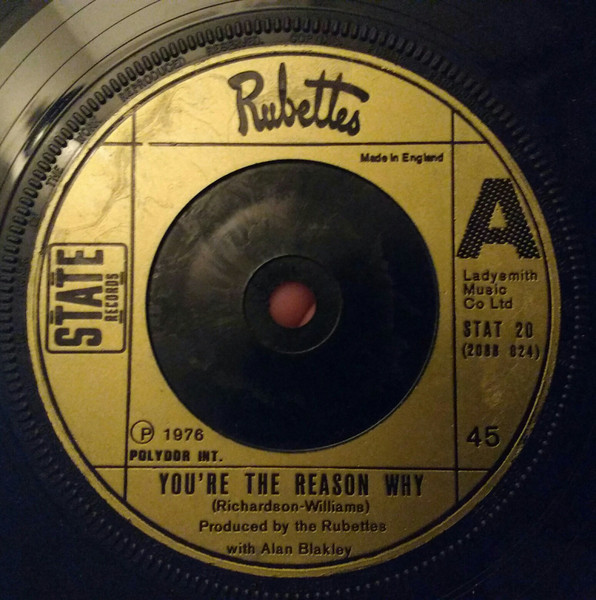 Rubettes
Made in England
A
STATE
RECORDS
Ladysmith
Music
Co Ltd
STAT 20
(2088 024)
45
P 1976
POLYDOR INT.
YOU'RE THE REASON WHY
(Richardson-Williams)
Produced by the Rubettes
with Alan Blakley